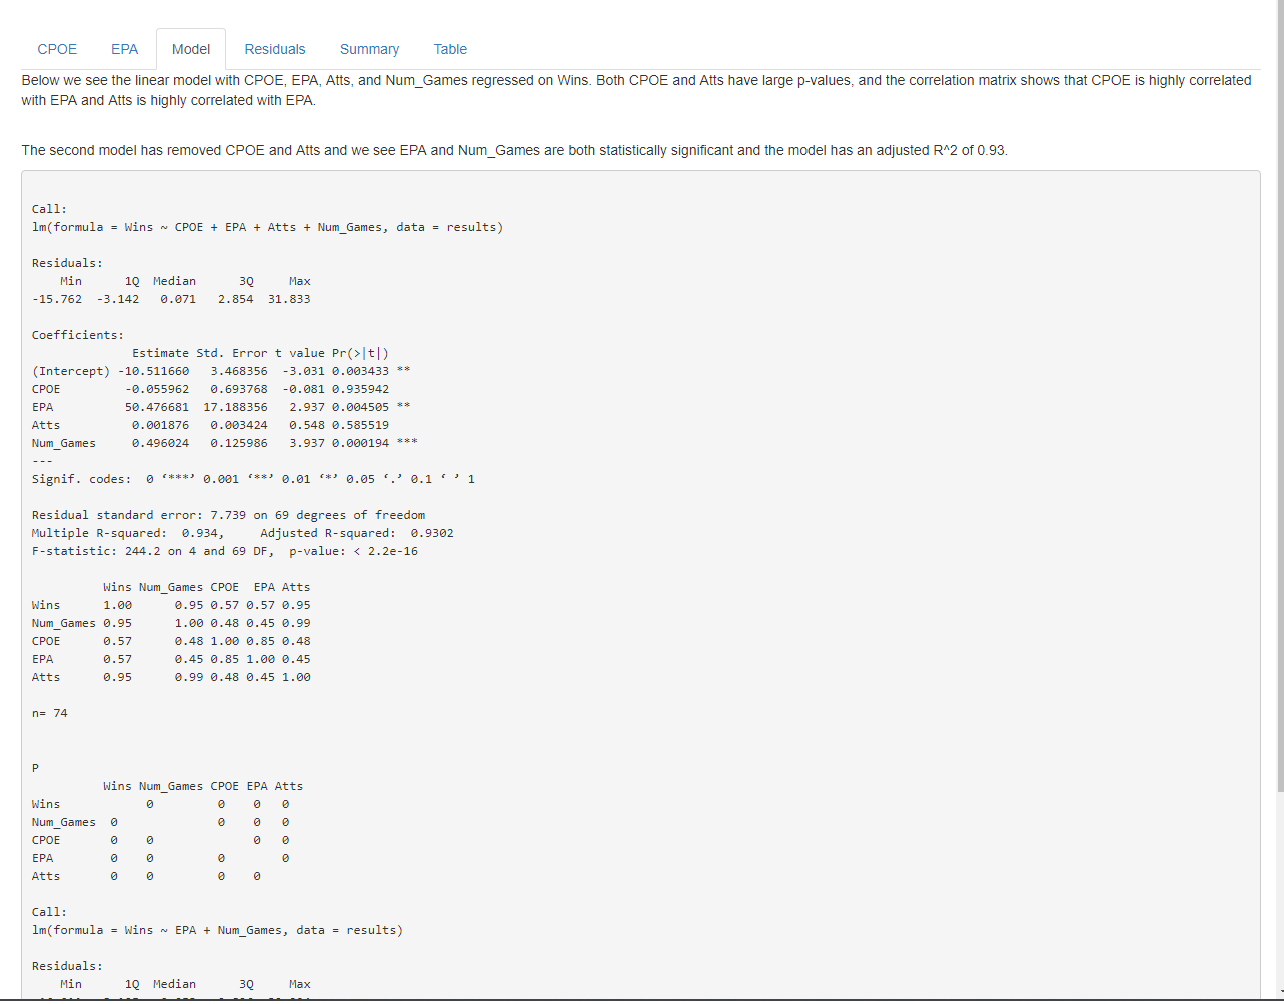 CPOE EPA Model Residuals Summary Table
Below we see the linear model with CPOE, EPA, Atts, and Num_Games regressed on Wins. Both CPOE and Atts have large p-values, and the correlation matrix shows that CPOE is highly correlated
with EPA and Atts is highly correlated with EPA.
The second model has removed CPOE and Atts and we see EPA and Num_Games are both statistically significant and the model has an adjusted R^2 of 0.93.
Call:
lm(formula = Wins ~ CPOE + EPA + Atts + Num_Games, data = results)
Residuals:
Min 1Q Median 3Q Max
-15.762 -3.142 0.071 2.854 31.833
Coefficients:
Estimate Std. Error t value Pr(>|t|)
(Intercept) -10.511660 3.468356 -3.031 0.003433 **
CPOE -0.055962 0.693768 -0.081 0.935942
EPA 50.476681 17.188356 2.937 0.004505 **
Atts 0.001876 0.003424 0.548 0.585519
Num_Games 0.496024 0.125986 3.937 0.000194 ***
---
Signif. codes: 0 ‘***’ 0.001 ‘**’ 0.01 ‘*’ 0.05 ‘.’ 0.1 ‘ ’ 1
Residual standard error: 7.739 on 69 degrees of freedom
Multiple R-squared: 0.934, Adjusted R-squared: 0.9302
F-statistic: 244.2 on 4 and 69 DF, p-value: < 2.2e-16
Wins Num_Games CPOE EPA Atts
Wins 1.00 0.95 0.57 0.57 0.95
Num_Games 0.95 1.00 0.48 0.45 0.99
CPOE 0.57 0.48 1.00 0.85 0.48
EPA 0.57 0.45 0.85 1.00 0.45
Atts 0.95 0.99 0.48 0.45 1.00
n= 74
P
Wins Num_Games CPOE EPA Atts
Wins 0 0 0 0
Num_Games 0 0 0 0
CPOE 0 0 0 0
EPA 0 0 0 0
Atts 0 0 0 0
Call:
lm(formula = Wins ~ EPA + Num_Games, data = results)
Residuals:
Min 1Q Median 3Q Max